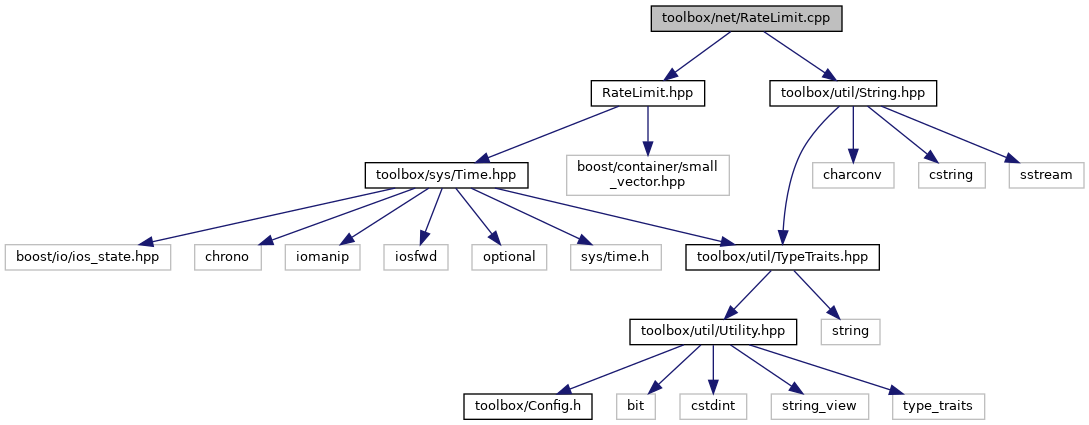 toolbox/net/RateLimit.cpp
RateLimit.hpp
toolbox/util/String.hpp
toolbox/sys/Time.hpp
boost/container/small
_vector.hpp
charconv
cstring
sstream
boost/io/ios_state.hpp
chrono
iomanip
iosfwd
optional
sys/time.h
toolbox/util/TypeTraits.hpp
toolbox/util/Utility.hpp
string
toolbox/Config.h
bit
cstdint
string_view
type_traits